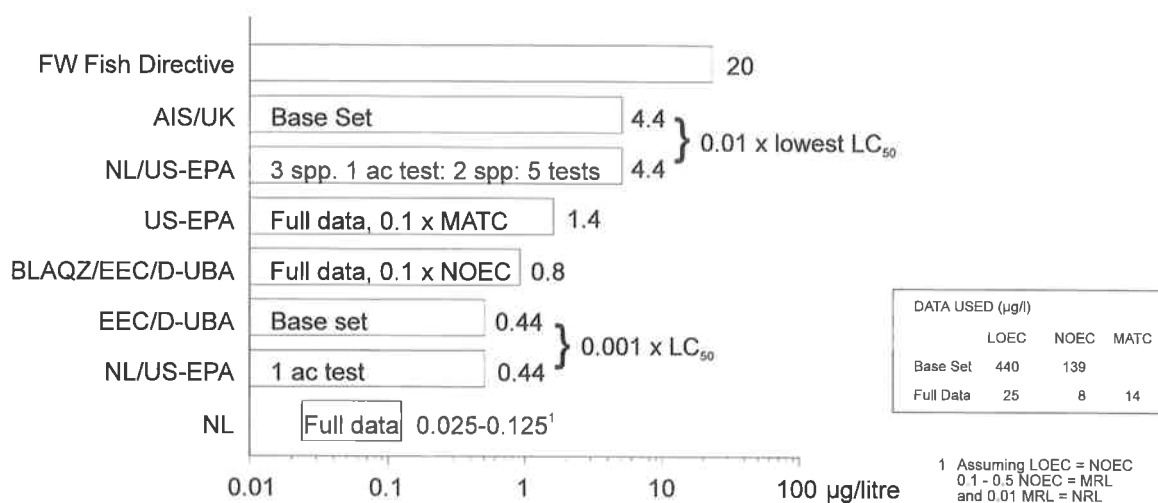 FW Fish Directive 20
AIS/UK Base Set 4.4
NL/US-EPA 3 spp. 1 ac test: 2 spp: 5 tests 4.4
} 0.01 x lowest LC₅₀
US-EPA Full data, 0.1 x MATC 1.4
BLAQZ/EEC/D-UBA Full data, 0.1 x NOEC 0.8
EEC/D-UBA Base set 0.44
NL/US-EPA 1 ac test 0.44
} 0.001 x LC₅₀
NL Full data 0.025-0.125¹
0.01 0.1 1 10 100 µg/litre
DATA USED (µg/l)
LOEC NOEC MATC
Base Set 440 139
Full Data 25 8 14
1 Assuming LOEC = NOEC
0.1 - 0.5 NOEC = MRL
and 0.01 MRL = NRL